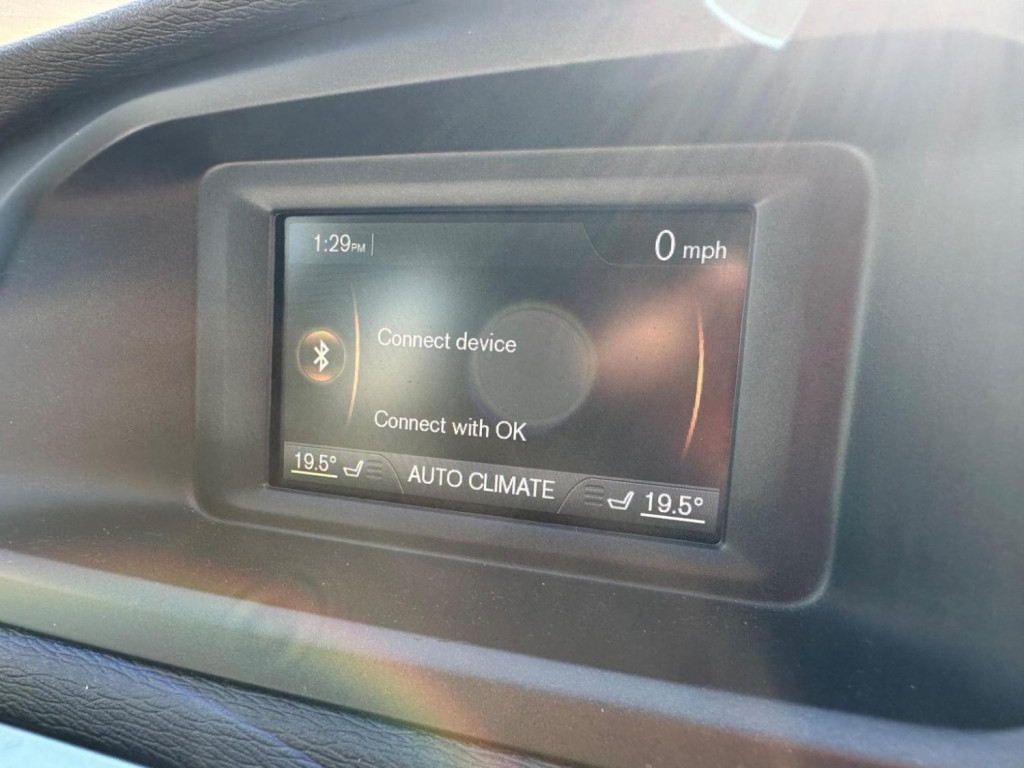 1:29PM
0 mph
Connect device
Connect with OK
19.5°
AUTO CLIMATE
19.5°